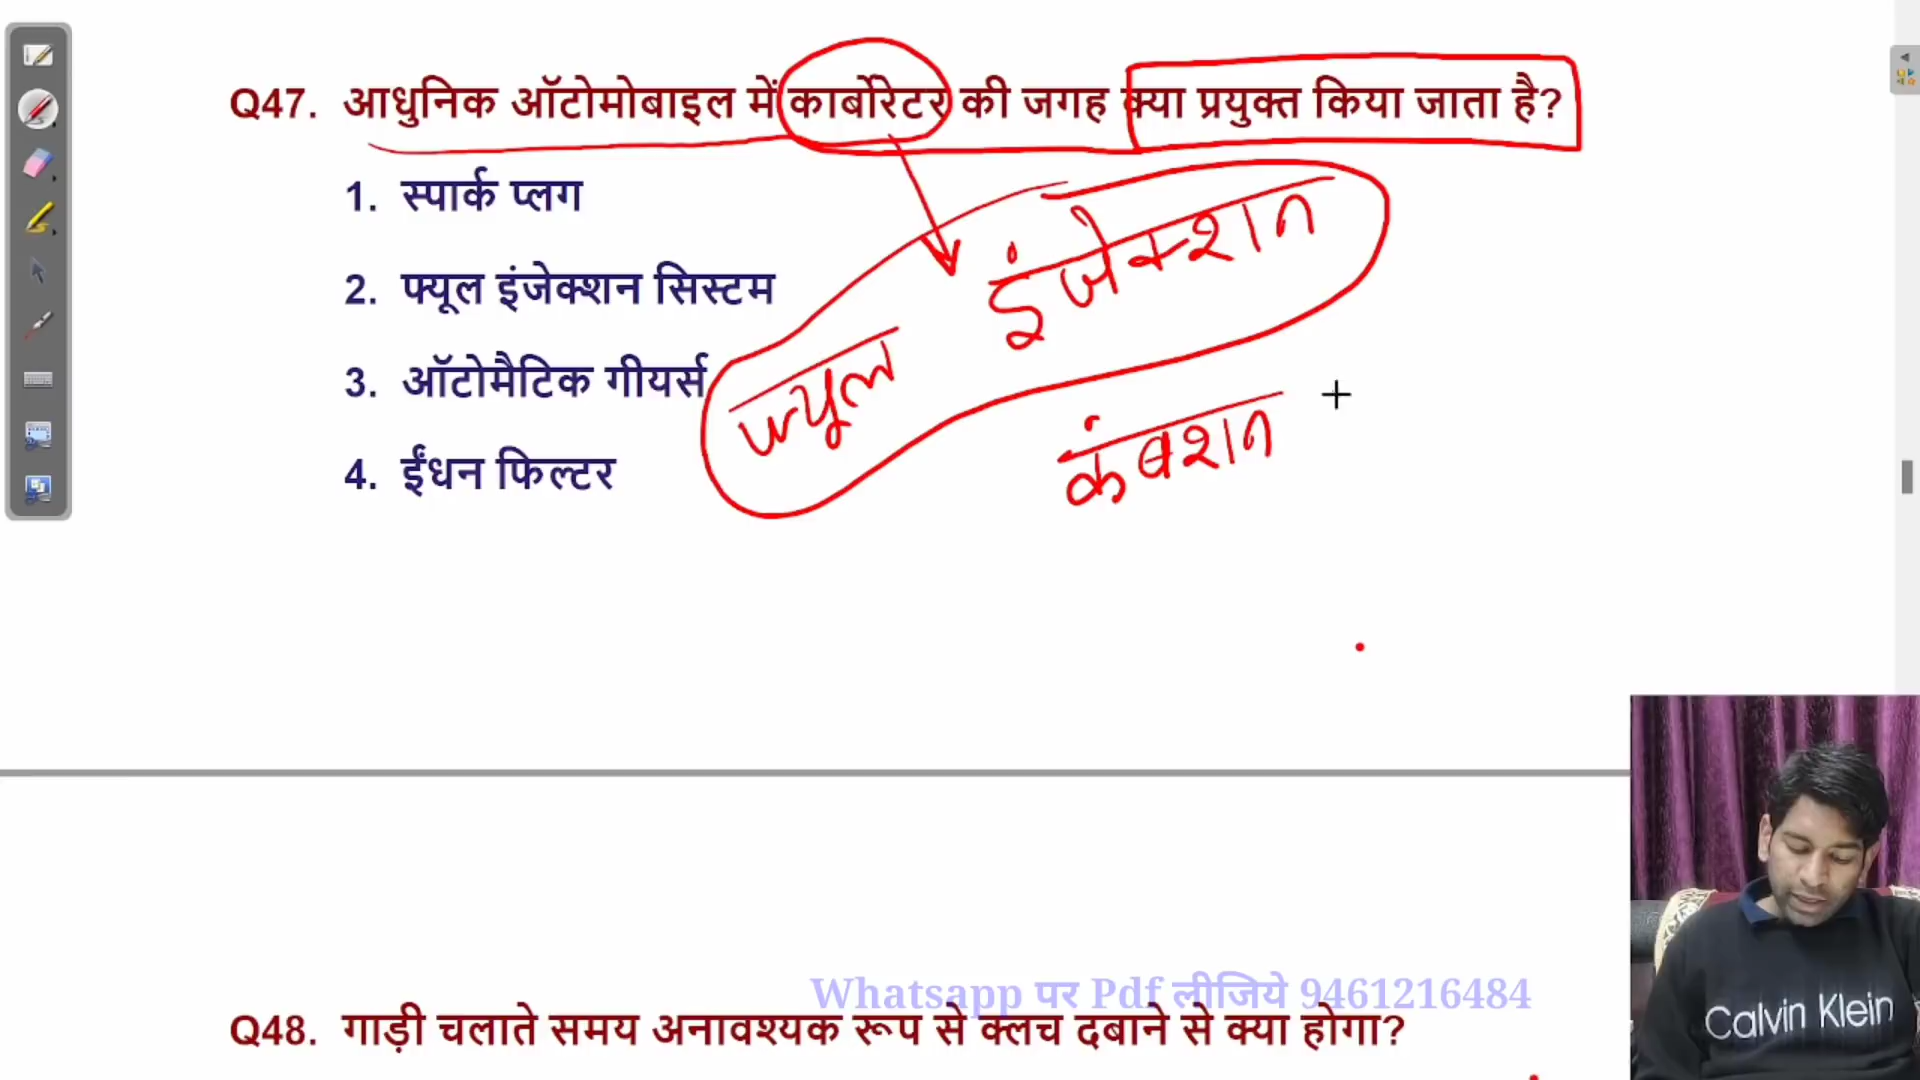 Q47. आधुनिक ऑटोमोबाइल में कार्बोरेटर की जगह क्या प्रयुक्त किया जाता है?
1. स्पार्क प्लग
2. फ्यूल इंजेक्शन सिस्टम
3. ऑटोमैटिक गीयर्स
4. ईंधन फिल्टर
इंजेक्शन
फ्यूल
कंबशन
Whatsapp पर Pdf लीजिये 9461216484
Q48. गाड़ी चलाते समय अनावश्यक रूप से क्लच दबाने से क्या होगा?
Calvin Klein